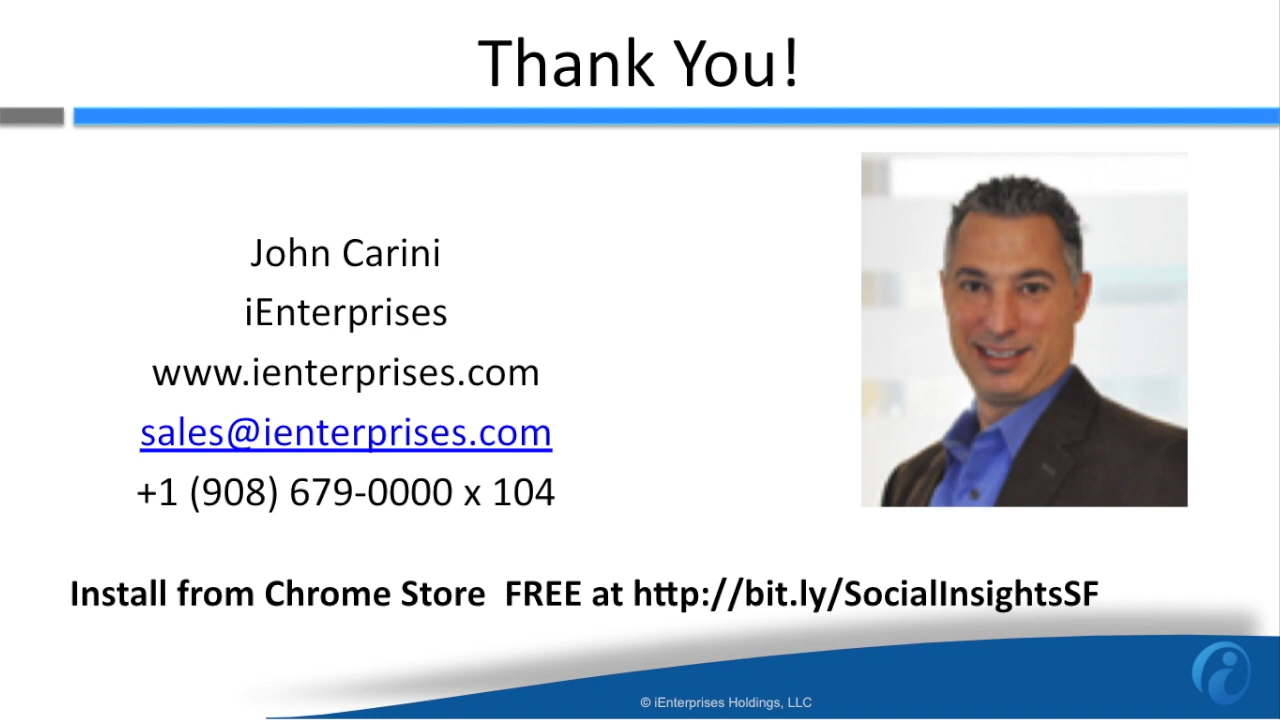 Thank You!
John Carini
iEnterprises
www.ienterprises.com
sales@ienterprises.com
+1 (908) 679-0000 x 104
Install from Chrome Store  FREE at http://bit.ly/SocialInsightsSF
© iEnterprises Holdings, LLC